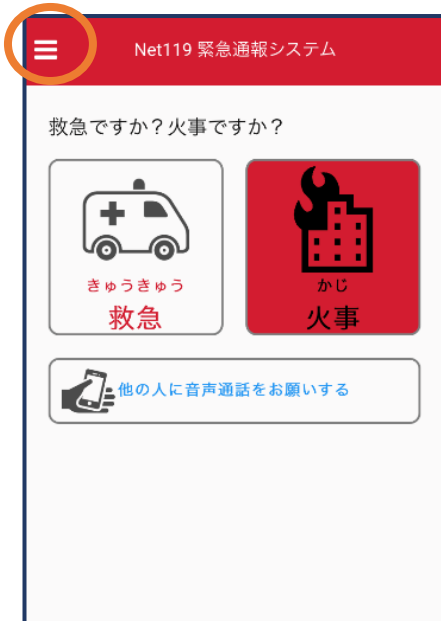 Net119 緊急通報システム
救急ですか？火事ですか？
きゅうきゅう
救急
かじ
火事
他の人に音声通話をお願いする